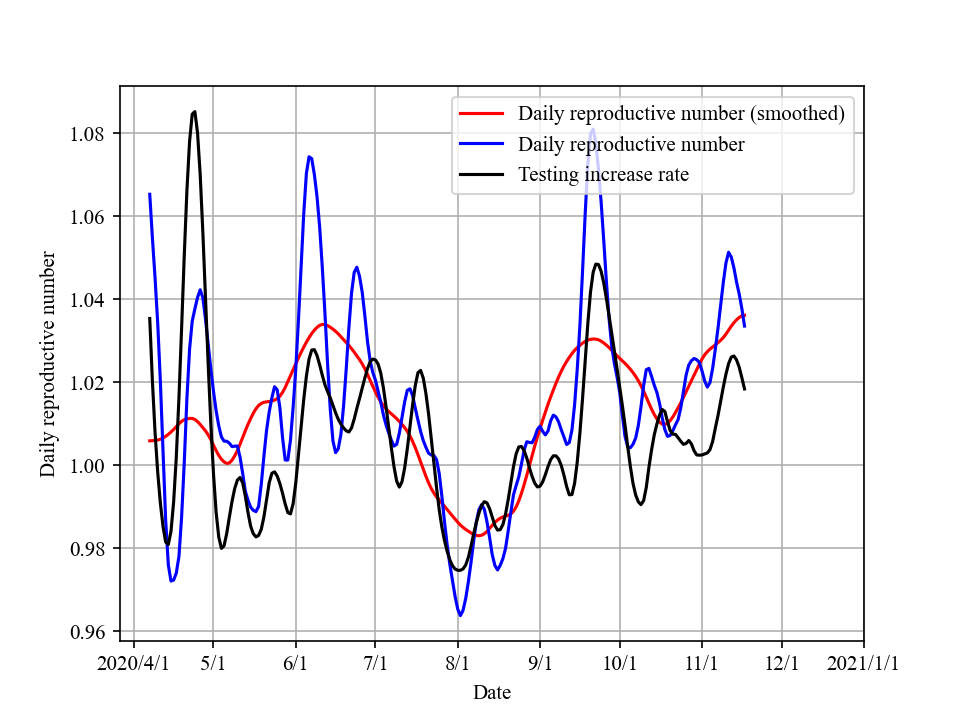 Daily reproductive number (smoothed)
Daily reproductive number
Testing increase rate
Daily reproductive number
1.08
1.06
1.04
1.02
1.00
0.98
0.96
2020/4/1 5/1 6/1 7/1 8/1 9/1 10/1 11/1 12/1 2021/1/1
Date